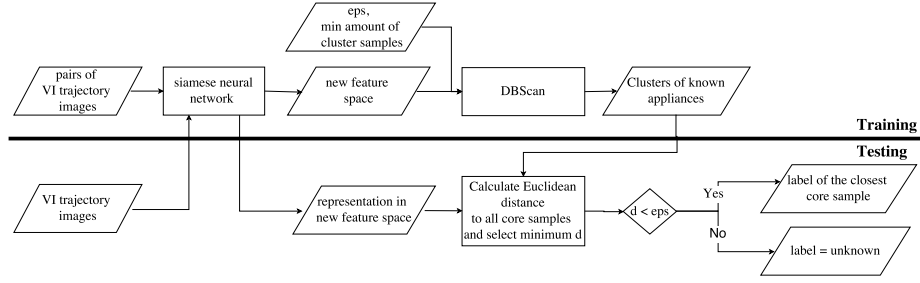 eps,
min amount of
cluster samples
pairs of
VI trajectory
images
siamese neural
network
new feature
space
DBScan
Clusters of known
appliances
Training
Testing
VI trajectory
images
representation in
new feature space
Calculate Euclidean
distance
to all core samples
and select minimum d
d < eps
Yes
No
label of the closest
core sample
label = unknown